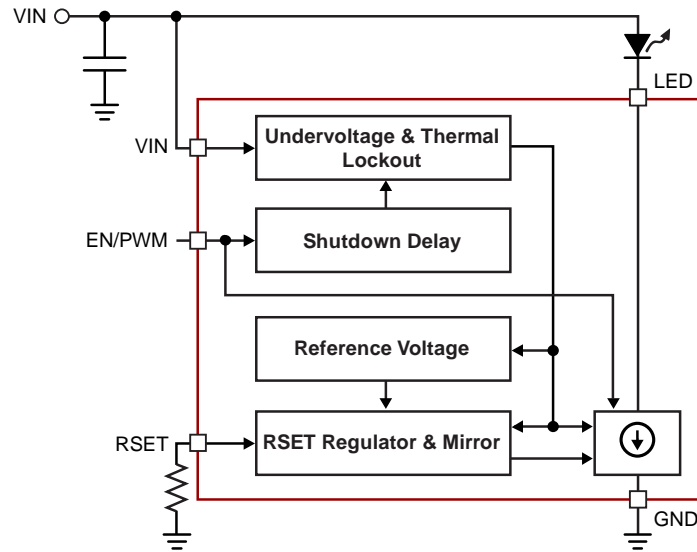 VIN
LED
Undervoltage & Thermal
Lockout
VIN
EN/PWM
Shutdown Delay
Reference Voltage
RSET
RSET Regulator & Mirror
GND